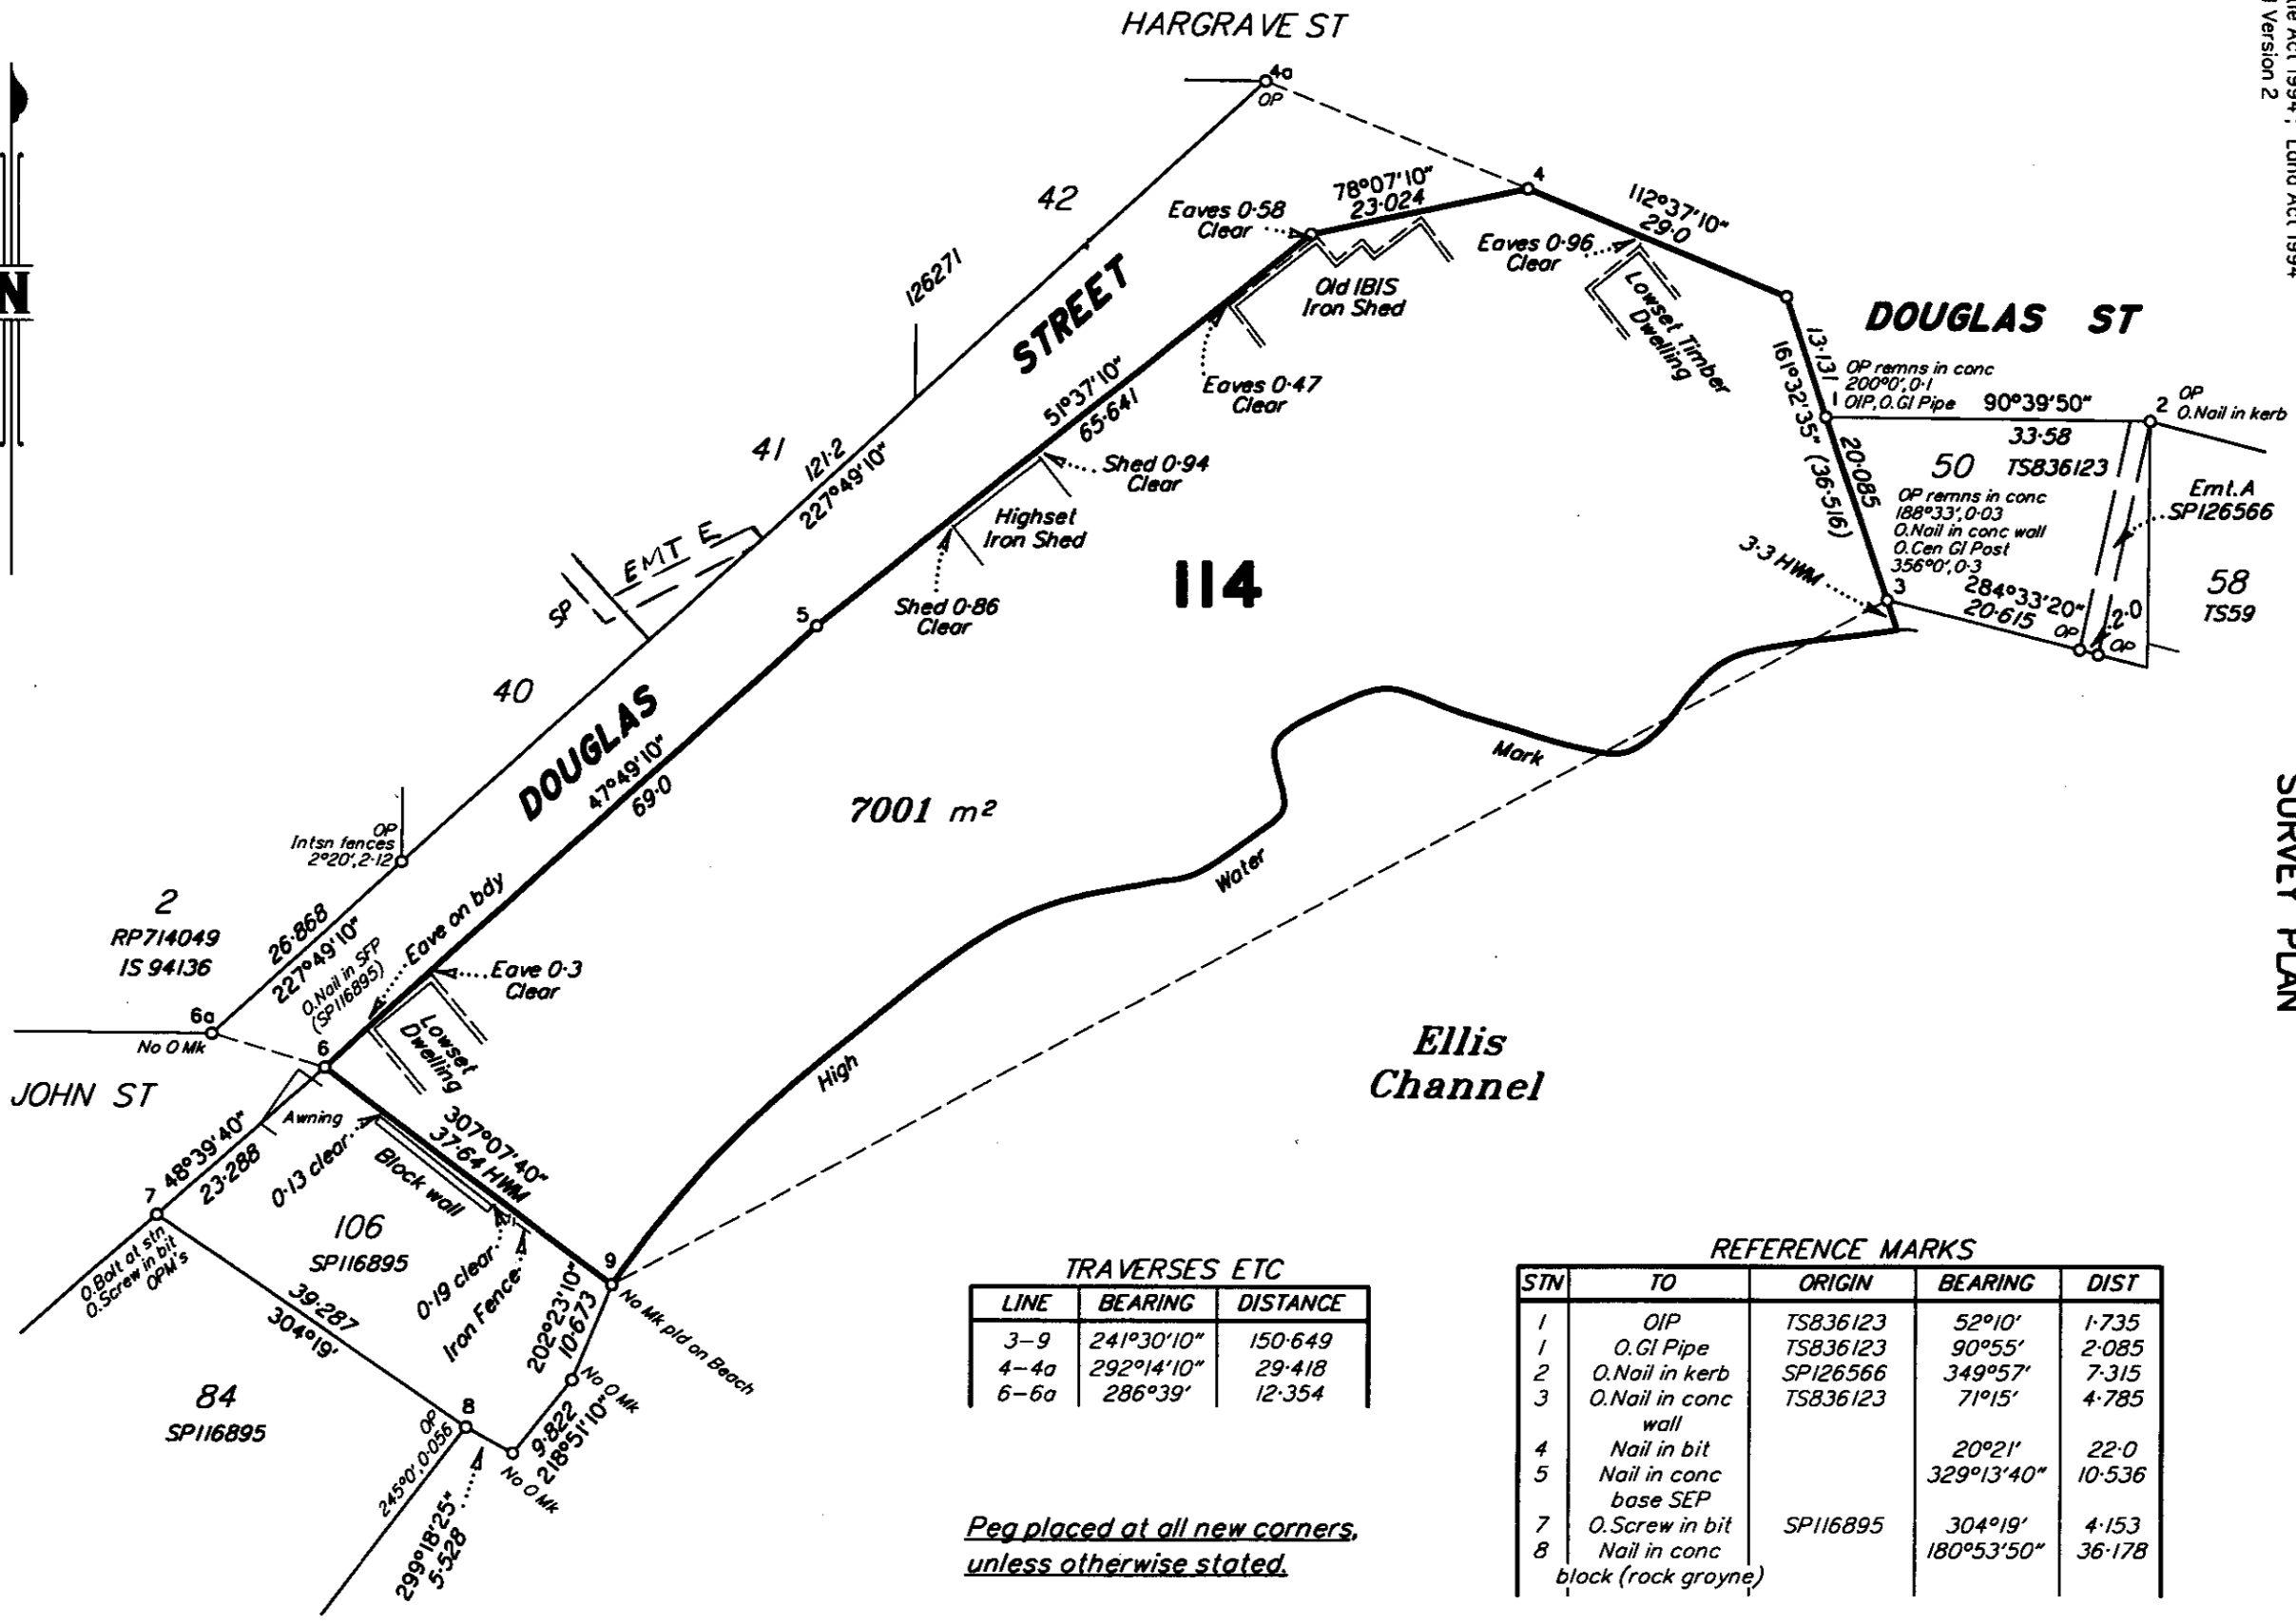 HARGRAVE ST
Land Act 1994
Version 2
N
4a
OP
42
4
78°07'10"
23·024
112°37'10"
29·0
Eaves 0·58
Clear
Eaves 0·96
Clear
Old IBIS
Iron Shed
Lowset Timber
Dwelling
126271
STREET
DOUGLAS ST
13·131
161°32'35" (36·516)
OP remns in conc
200°0',0·1
1 OIP,O.GI Pipe
90°39'50"
2
OP
O.Nail in kerb
33·58
20·085
50
TS836123
Emt.A
SP126566
OP remns in conc
188°33',0·03
O.Nail in conc wall
O.Cen GI Post
356°0',0·3
51°37'10"
65·641
Eaves 0·47
Clear
41
121·2
227°49'10"
Shed 0·94
Clear
Highset
Iron Shed
3·3 HWM
3
284°33'20"
20·615
OP
2·0
OP
58
TS59
EMT E
SP
114
5
Shed 0·86
Clear
40
DOUGLAS
47°49'10"
69·0
7001 m²
Mark
Water
High
SURVEY PLAN
OP
Intsn fences
2°20',2·12
2
RP714049
IS 94136
26·868
227°49'10"
O.Nail in SFP
(SP116895)
Eave on bdy
Eave 0·3
Clear
6a
No O Mk
6
Lowset
Dwelling
Ellis
Channel
JOHN ST
Awning
48°39'40"
23·288
0·13 clear
307°07'40"
37·64 HWM
Block wall
7
O.Bolt at stn
O.Screw in bit
OPM's
106
SP116895
0·19 clear
Iron Fence
9
No Mk pld on Beach
39·287
304°19'
202°23'10"
10·673
No O Mk
84
SP116895
8
OP
245°0',0·056
9·822
218°51'10"
No O Mk
299°18'25"
5·528
TRAVERSES ETC
LINE BEARING DISTANCE
3-9 241°30'10" 150·649
4-4a 292°14'10" 29·418
6-6a 286°39' 12·354
Peg placed at all new corners,
unless otherwise stated.
REFERENCE MARKS
STN TO ORIGIN BEARING DIST
1 OIP TS836123 52°10' 1·735
1 O.GI Pipe TS836123 90°55' 2·085
2 O.Nail in kerb SP126566 349°57' 7·315
3 O.Nail in conc TS836123 71°15' 4·785
wall
4 Nail in bit 20°21' 22·0
5 Nail in conc 329°13'40" 10·536
base SEP
7 O.Screw in bit SP116895 304°19' 4·153
8 Nail in conc 180°53'50" 36·178
block (rock groyne)